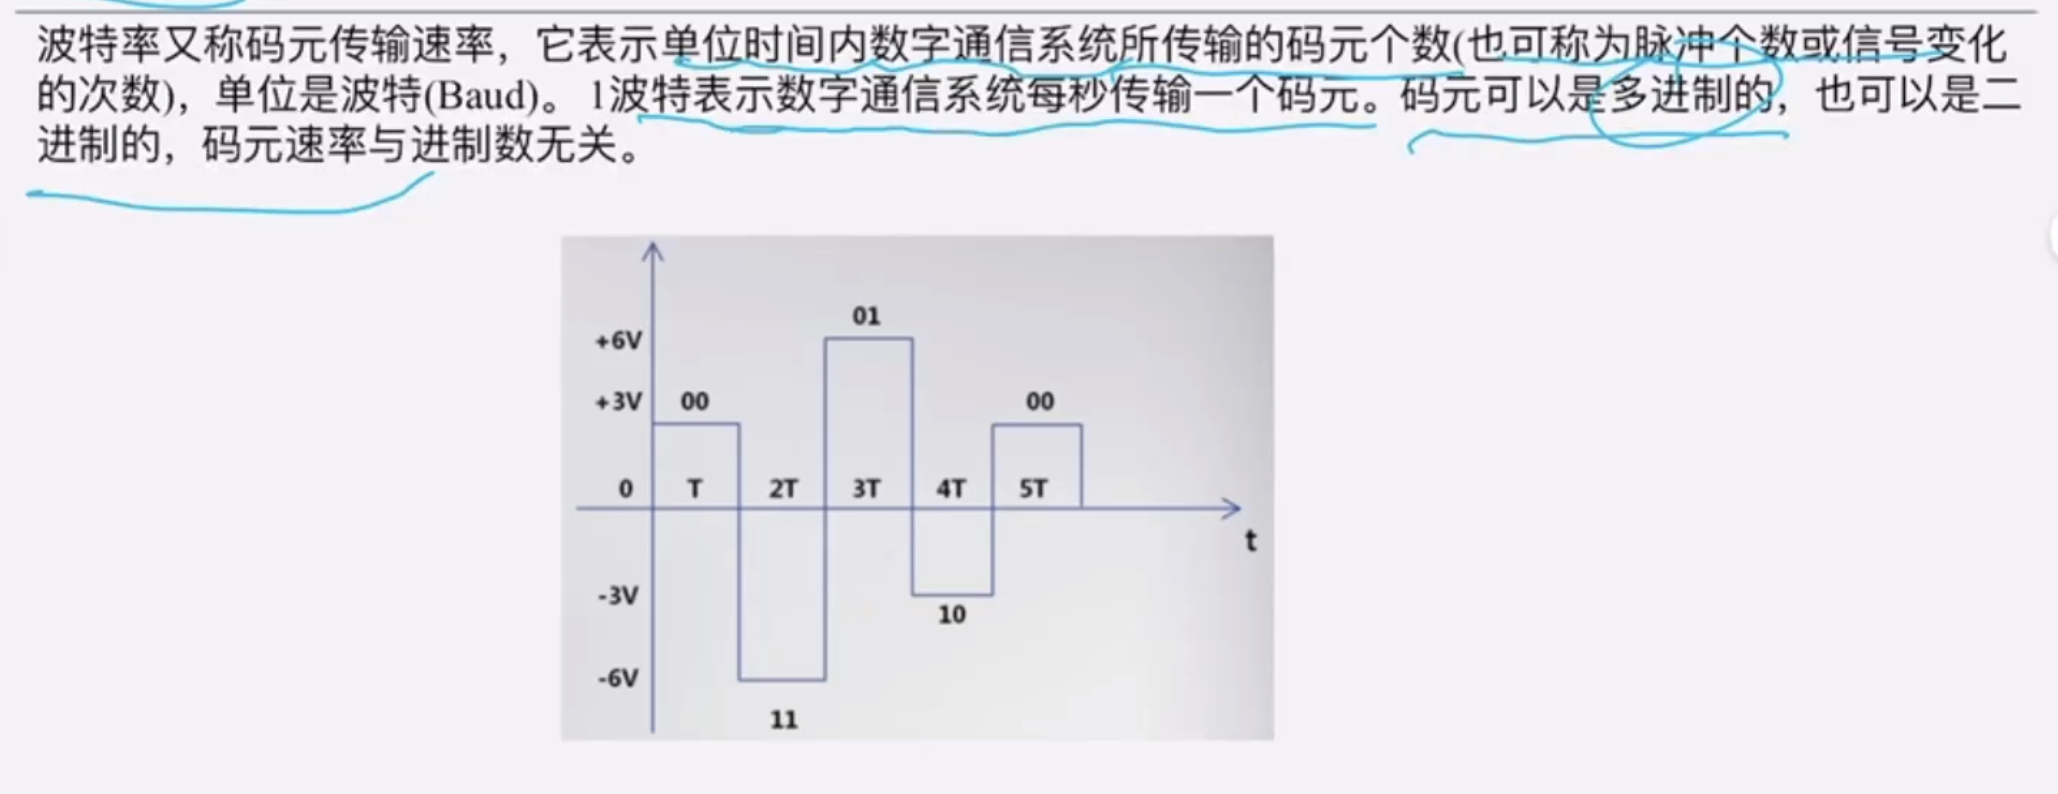 波特率又称码元传输速率，它表示单位时间内数字通信系统所传输的码元个数(也可称为脉冲个数或信号变化
的次数)，单位是波特(Baud)。1波特表示数字通信系统每秒传输一个码元。码元可以是多进制的，也可以是二
进制的，码元速率与进制数无关。
01
+6V
+3V 00 00
0 T 2T 3T 4T 5T
t
-3V
10
-6V
11